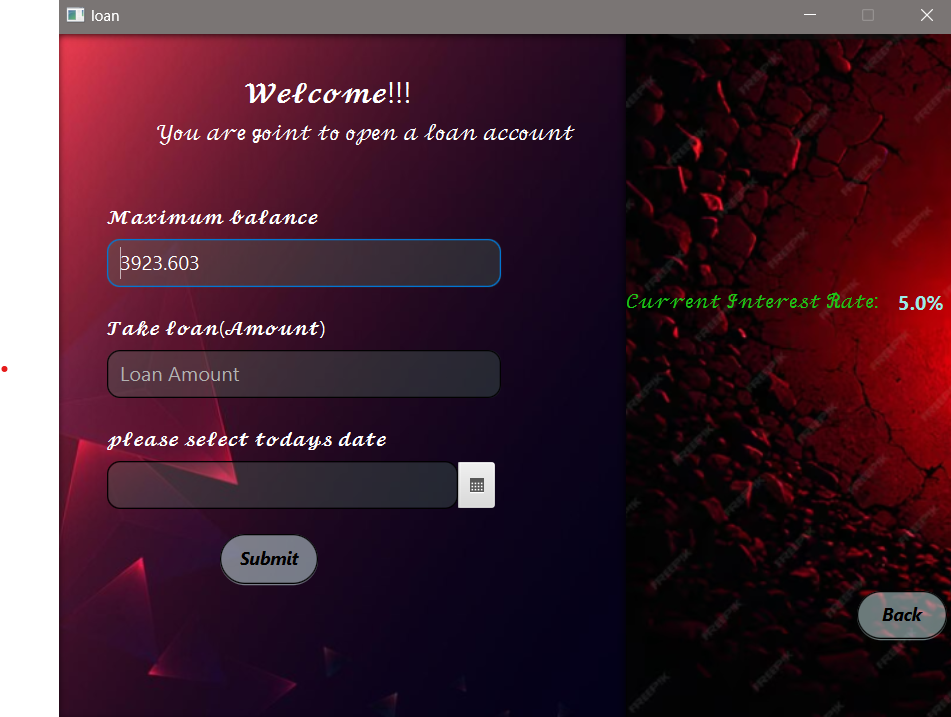 loan
Welcome!!!
You are goint to open a loan account
Maximum balance
3923.603
Take loan(Amount)
Loan Amount
please select todays date
Submit
Current Interest Rate: 5.0%
Back
FREEPIK